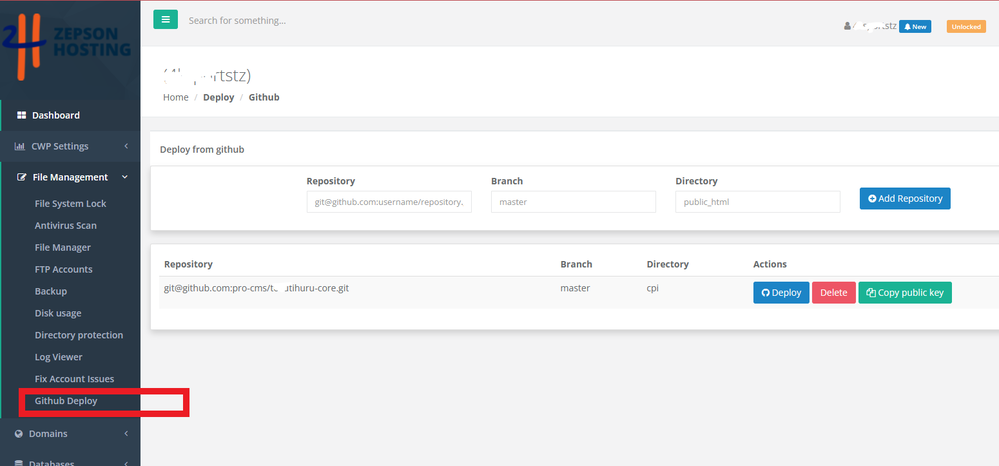 ZEPSON
HOSTING
Search for something...
stz
New
Unlocked
rtstz)
Home / Deploy / Github
Dashboard
CWP Settings
File Management
File System Lock
Antivirus Scan
File Manager
FTP Accounts
Backup
Disk usage
Directory protection
Log Viewer
Fix Account Issues
Github Deploy
Domains
Databases
Deploy from github
Repository Branch Directory
git@github.com:username/repository. master public_html Add Repository
Repository Branch Directory Actions
git@github.com:pro-cms/t utihuru-core.git master cpi Deploy Delete Copy public key